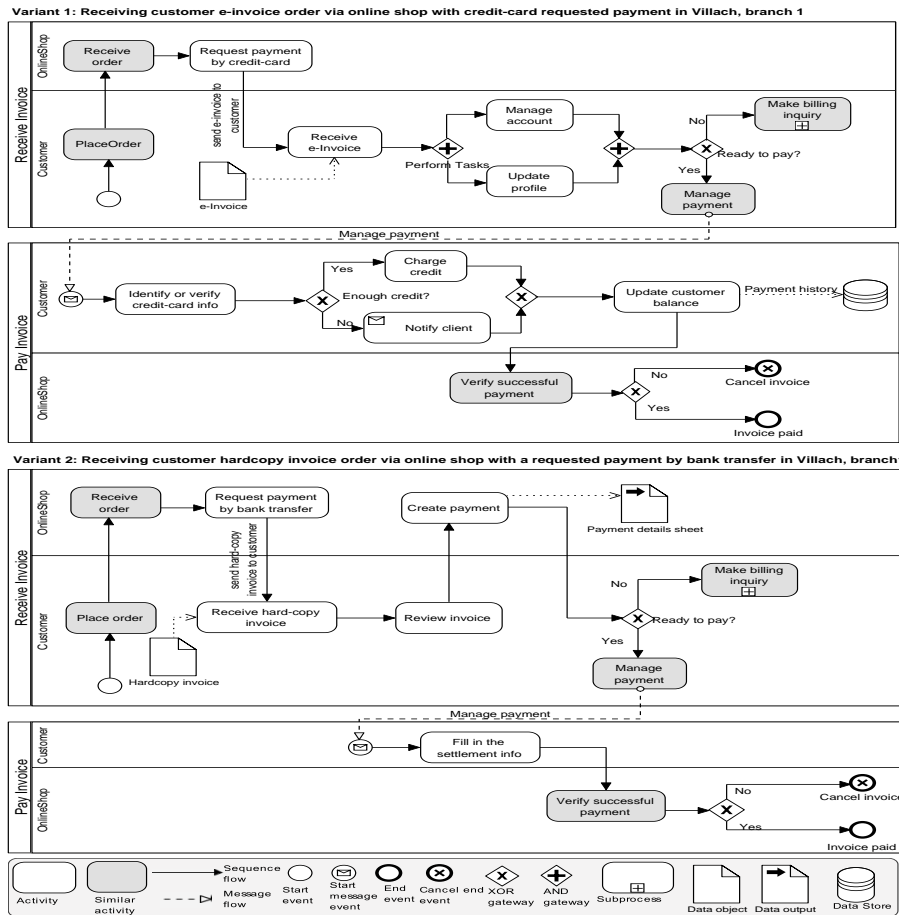 Variant 1: Receiving customer e-invoice order via online shop with credit-card requested payment in Villach, branch 1
Receive Invoice
OnlineShop
Receive
order
Request payment
by credit-card
Customer
PlaceOrder
send e-invoice to
customer
Receive
e-Invoice
e-Invoice
Perform Tasks
Manage
account
Update
profile
No
Make billing
inquiry
Ready to pay?
Yes
Manage
payment
Manage payment
Pay Invoice
Customer
Identify or verify
credit-card info
Yes
Enough credit?
No
Charge
credit
Notify client
Update customer
balance
Payment history
OnlineShop
Verify successful
payment
No
Cancel invoice
Yes
Invoice paid
Variant 2: Receiving customer hardcopy invoice order via online shop with a requested payment by bank transfer in Villach, branch
Receive Invoice
OnlineShop
Receive
order
Request payment
by bank transfer
Create payment
Payment details sheet
send hard-copy
invoice to customer
Customer
Place order
Hardcopy invoice
Receive hard-copy
invoice
Review invoice
No
Make billing
inquiry
Ready to pay?
Yes
Manage
payment
Manage payment
Pay Invoice
Customer
Fill in the
settlement info
OnlineShop
Verify successful
payment
No
Cancel invoice
Yes
Invoice paid
Activity
Similar
activity
Sequence
flow
Message
flow
Start
event
Start
message
event
End
event
Cancel end
event
XOR
gateway
AND
gateway
Subprocess
Data object
Data output
Data Store